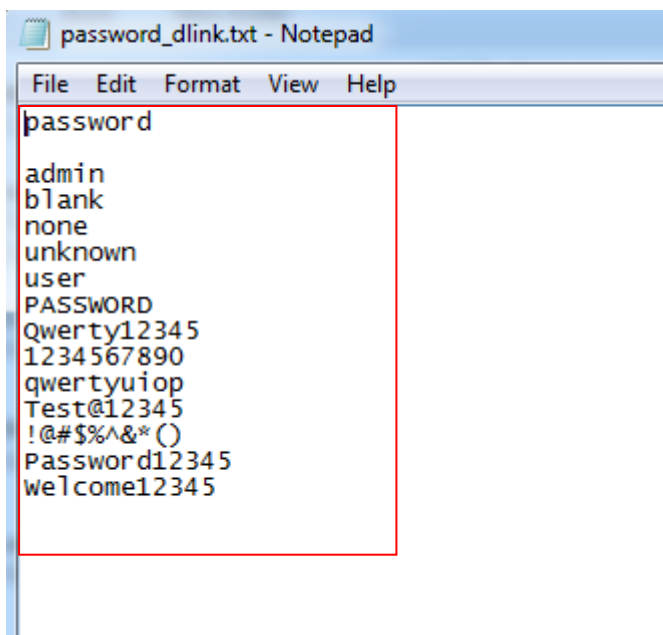 password_dlink.txt - Notepad
File Edit Format View Help
password
admin
blank
none
unknown
user
PASSWORD
Qwerty12345
1234567890
qwertyuiop
Test@12345
!@#$%^&*()
Password12345
Welcome12345